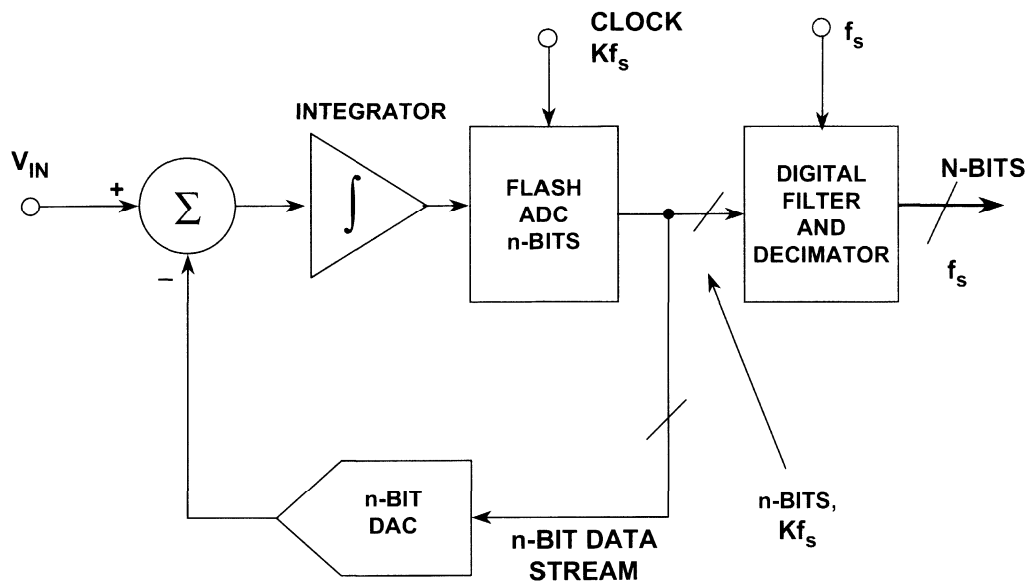 CLOCK
Kfs
fs
INTEGRATOR
VIN
+
Σ
−
∫
FLASH
ADC
n-BITS
DIGITAL
FILTER
AND
DECIMATOR
N-BITS
fs
n-BIT
DAC
n-BIT DATA
STREAM
n-BITS,
Kfs